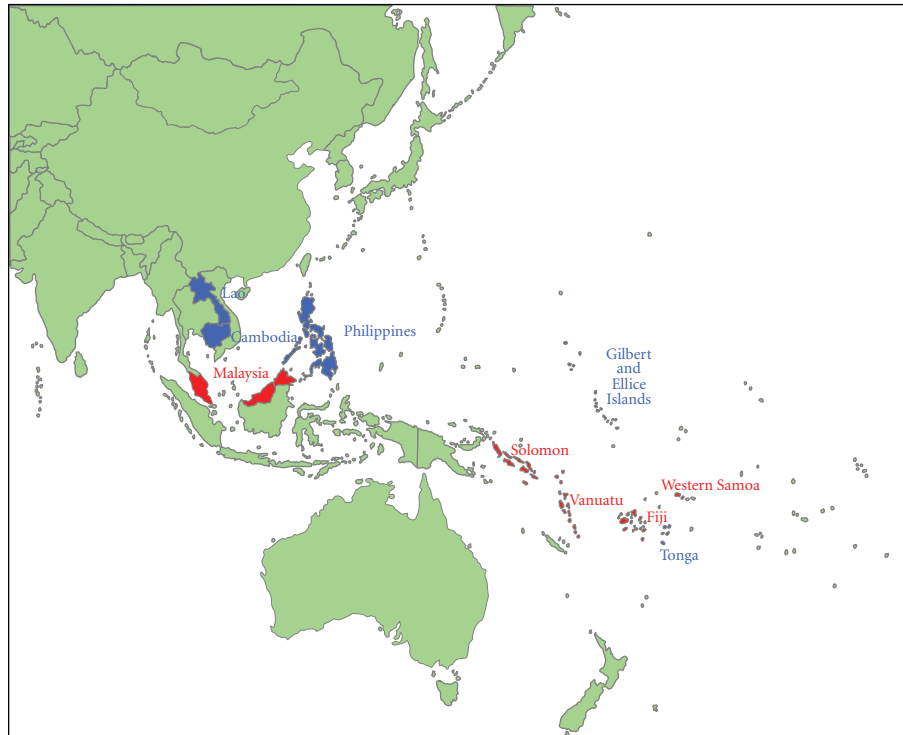 Lao
Cambodia
Philippines
Malaysia
Gilbert
and
Ellice
Islands
Solomon
Western Samoa
Vanuatu
Fiji
Tonga